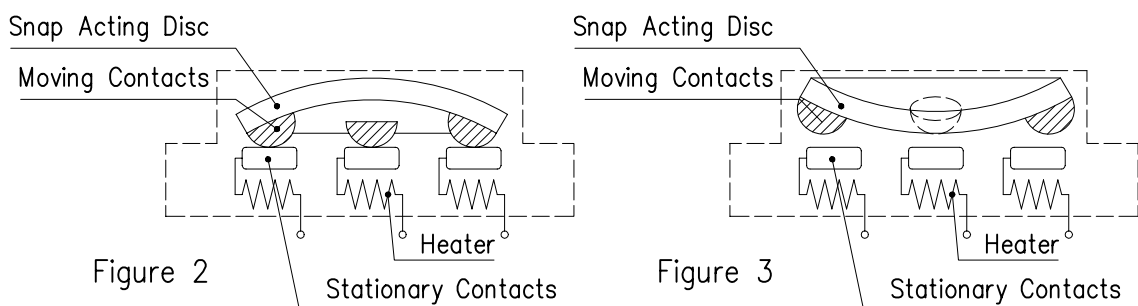 Snap Acting Disc
Moving Contacts
Heater
Figure 2
Stationary Contacts
Snap Acting Disc
Moving Contacts
Heater
Figure 3
Stationary Contacts